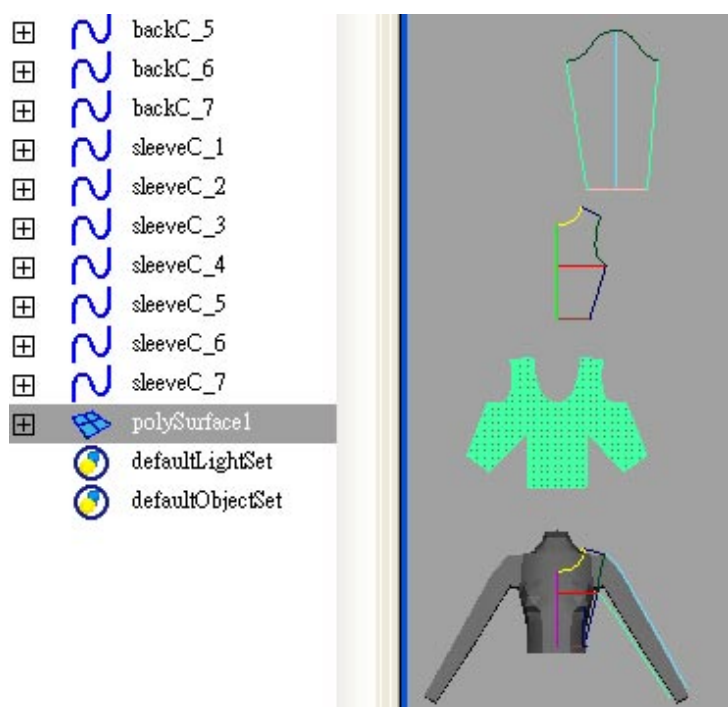 backC_5
backC_6
backC_7
sleeveC_1
sleeveC_2
sleeveC_3
sleeveC_4
sleeveC_5
sleeveC_6
sleeveC_7
polySurface1
defaultLightSet
defaultObjectSet